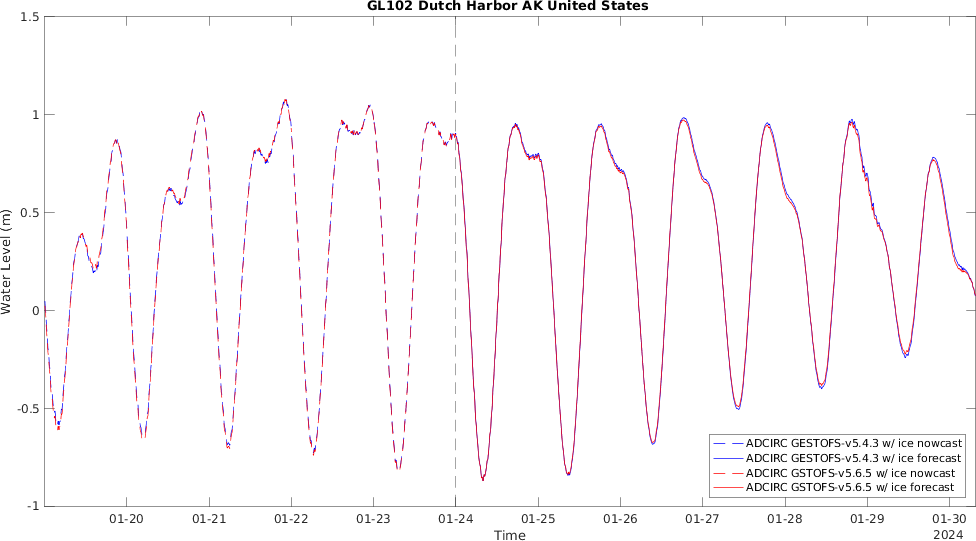 GL102 Dutch Harbor AK United States
1.5
1
0.5
0
-0.5
-1
Water Level (m)
ADCIRC GESTOFS-v5.4.3 w/ ice nowcast
ADCIRC GESTOFS-v5.4.3 w/ ice forecast
ADCIRC GSTOFS-v5.6.5 w/ ice nowcast
ADCIRC GSTOFS-v5.6.5 w/ ice forecast
01-20 01-21 01-22 01-23 01-24 01-25 01-26 01-27 01-28 01-29 01-30
Time
2024